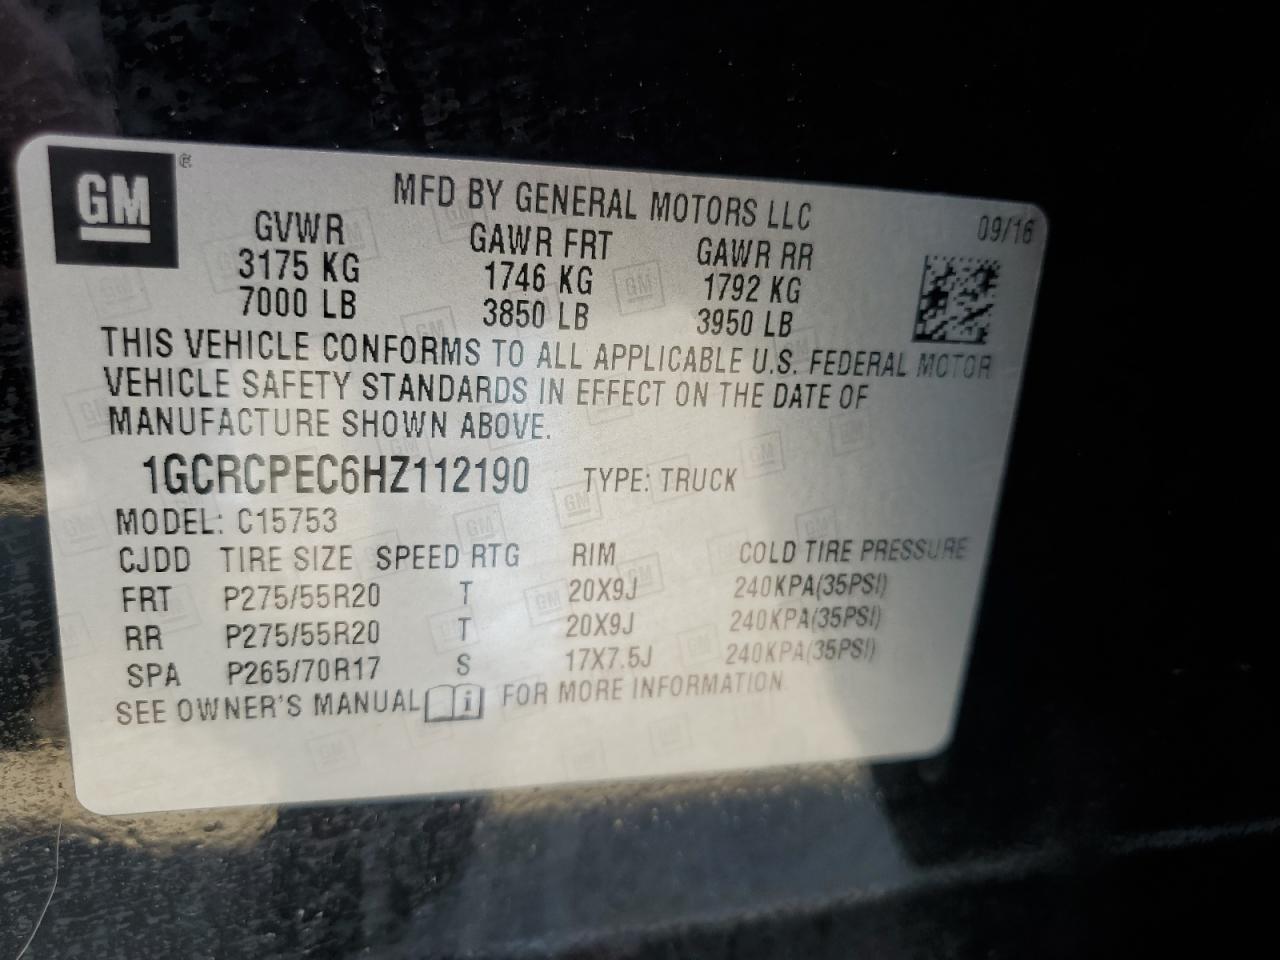 GM
MFD BY GENERAL MOTORS LLC
09/16
GVWR GAWR FRT GAWR RR
3175 KG 1746 KG 1792 KG
7000 LB 3850 LB 3950 LB
THIS VEHICLE CONFORMS TO ALL APPLICABLE U.S. FEDERAL MOTOR
VEHICLE SAFETY STANDARDS IN EFFECT ON THE DATE OF
MANUFACTURE SHOWN ABOVE.
1GCRCPEC6HZ112190 TYPE: TRUCK
MODEL: C15753
CJDD TIRE SIZE SPEED RTG RIM COLD TIRE PRESSURE
FRT P275/55R20 T 20X9J 240KPA(35PSI)
RR P275/55R20 T 20X9J 240KPA(35PSI)
SPA P265/70R17 S 17X7.5J 240KPA(35PSI)
SEE OWNER'S MANUAL i FOR MORE INFORMATION